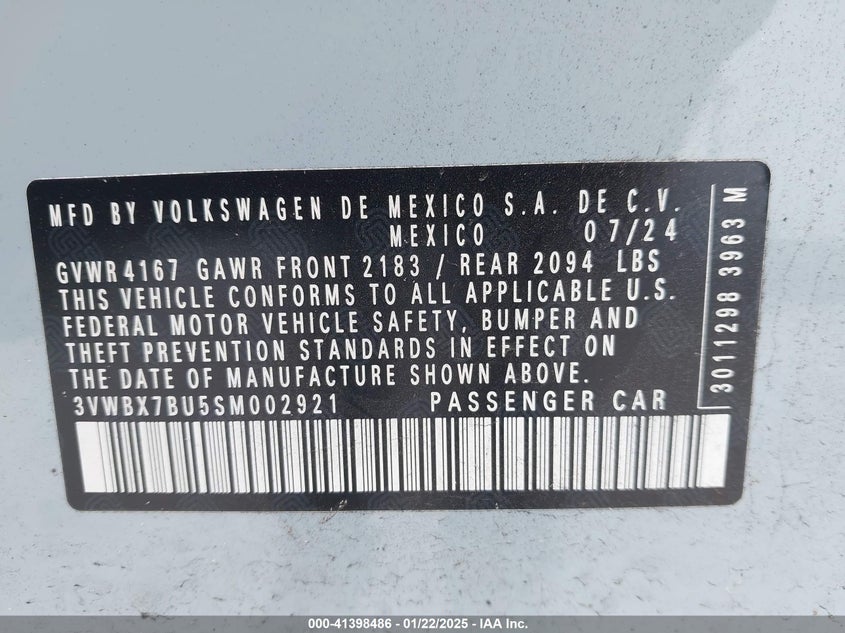 MFD BY VOLKSWAGEN DE MEXICO S.A. DE C.V.
MEXICO 07/24
GVWR 4167 GAWR FRONT 2183 / REAR 2094 LBS
THIS VEHICLE CONFORMS TO ALL APPLICABLE U.S.
FEDERAL MOTOR VEHICLE SAFETY, BUMPER AND
THEFT PREVENTION STANDARDS IN EFFECT ON
THE DATE OF MANUFACTURE SHOWN ABOVE.
3VWBX7BU5SM002921 PASSENGER CAR
3011298 3963 M
000-41398486 - 01/22/2025 - IAA Inc.